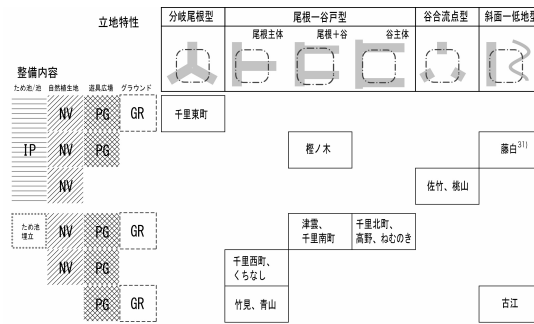 立地特性
分岐尾根型 尾根ー谷戸型 谷合流点型 斜面ー低地型
尾根主体 尾根＋谷 谷主体
整備内容
ため池/池 自然植生地 遊具広場 グラウンド
NV PG GR 千里東町
IP NV PG 樫ノ木 藤白31)
NV 佐竹、桃山
ため池
埋立
NV PG GR
津雲、
千里南町
千里北町、
高野、ねむのき
NV PG
千里西町、
くちなし
PG GR 竹見、青山 古江